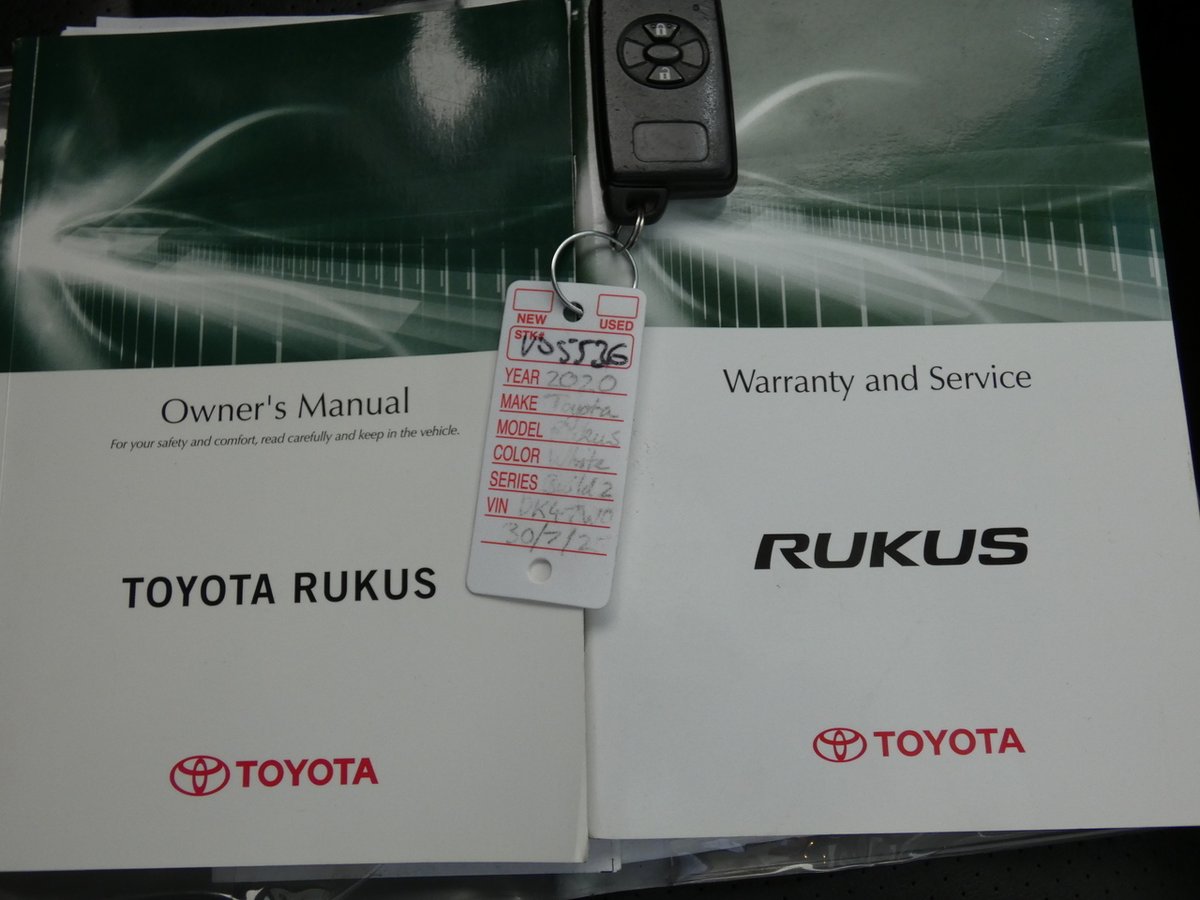 Owner's Manual
For your safety and comfort, read carefully and keep in the vehicle.
TOYOTA RUKUS
TOYOTA
NEW USED
STK#
YEAR 2020
MAKE Toyota
MODEL Rukus
COLOR White
SERIES Build 2
VIN
30/7/2
Warranty and Service
RUKUS
TOYOTA